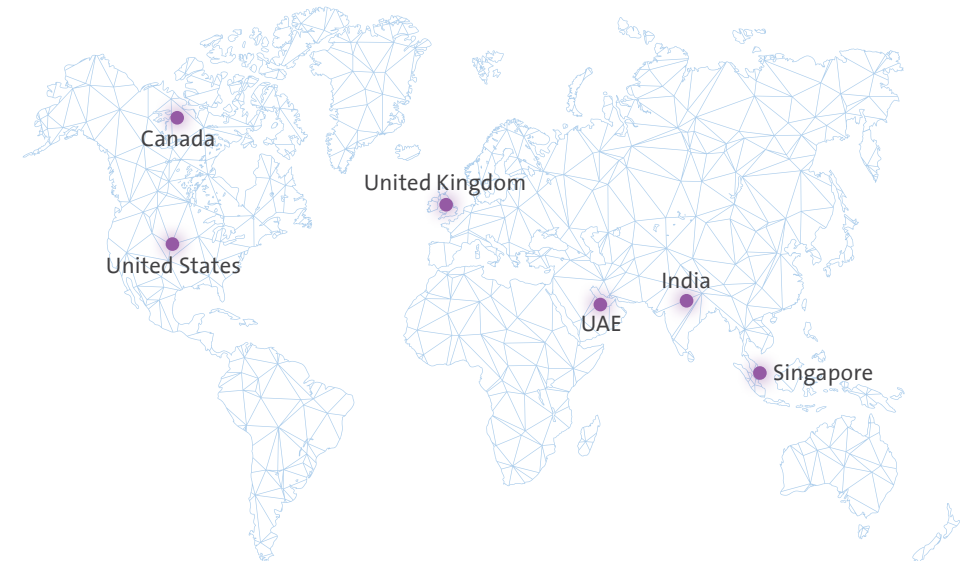 Canada
United Kingdom
United States
India
UAE
Singapore